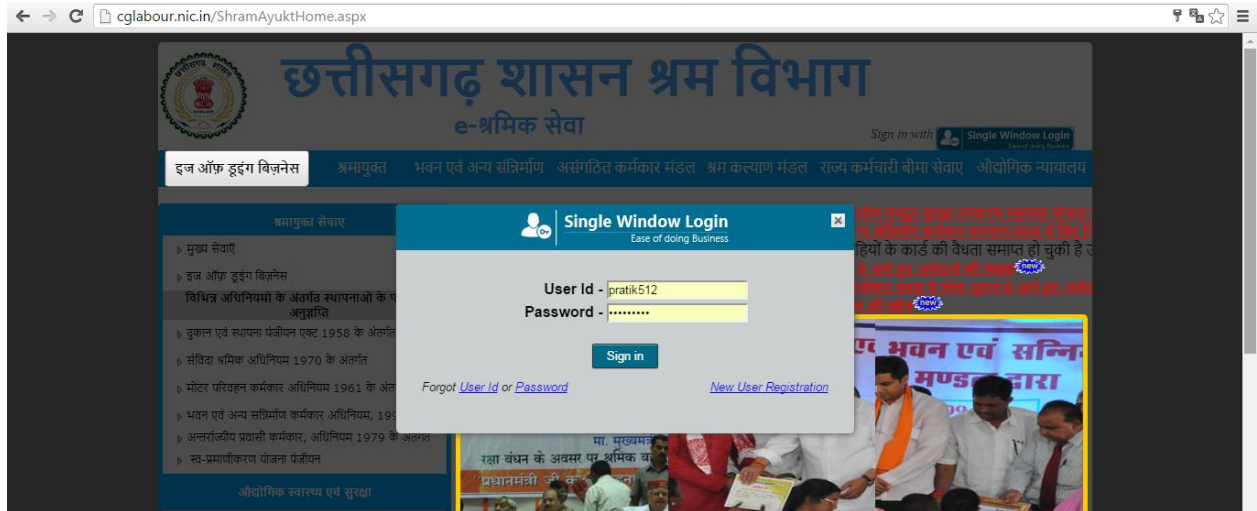 cglabour.nic.in/ShramAyuktHome.aspx
छत्तीसगढ़ शासन श्रम विभाग
e-श्रमिक सेवा
Sign in with Single Window Login
Ease of doing Business
इज ऑफ़ डूइंग बिज़नेस श्रमायुक्त भवन एवं अन्य संन्निर्माण असंगठित कर्मकार मंडल श्रम कल्याण मंडल राज्य कर्मचारी बीमा सेवाए औद्योगिक न्यायालय
श्रमायुक्त सेवाए
मुख्य सेवाएँ
इज ऑफ़ डूइंग बिज़नेस
विभिन्न अधिनियमो के अंतर्गत स्थापनाओ के
अनुज्ञप्ति
दुकान एवं स्थापना पंजीयन एक्ट 1958 के अंतर्गत
संविदा श्रमिक अधिनियम 1970 के अंतर्गत
मोटर परिवहन कर्मकार अधिनियम 1961 के
भवन एवं अन्य सन्निर्माण कर्मकार अधिनियम,
अन्तर्राज्यीय प्रवासी कर्मकार, अधिनियम 1979 के अंतर्गत
स्व-प्रमाणीकरण योजना पंजीयन
औद्योगिक स्वास्थ्य एवं सुरक्षा
Single Window Login
Ease of doing Business
User Id - pratik512
Password - •••••••••
Sign in
Forgot User Id or Password New User Registration
के कार्ड की वैधता समाप्त हो चुकी है
new
new
भवन एवं
मण्डल द्वारा
मा. मुख्यमंत्री
रक्षा बंधन के अवसर पर श्रमिक